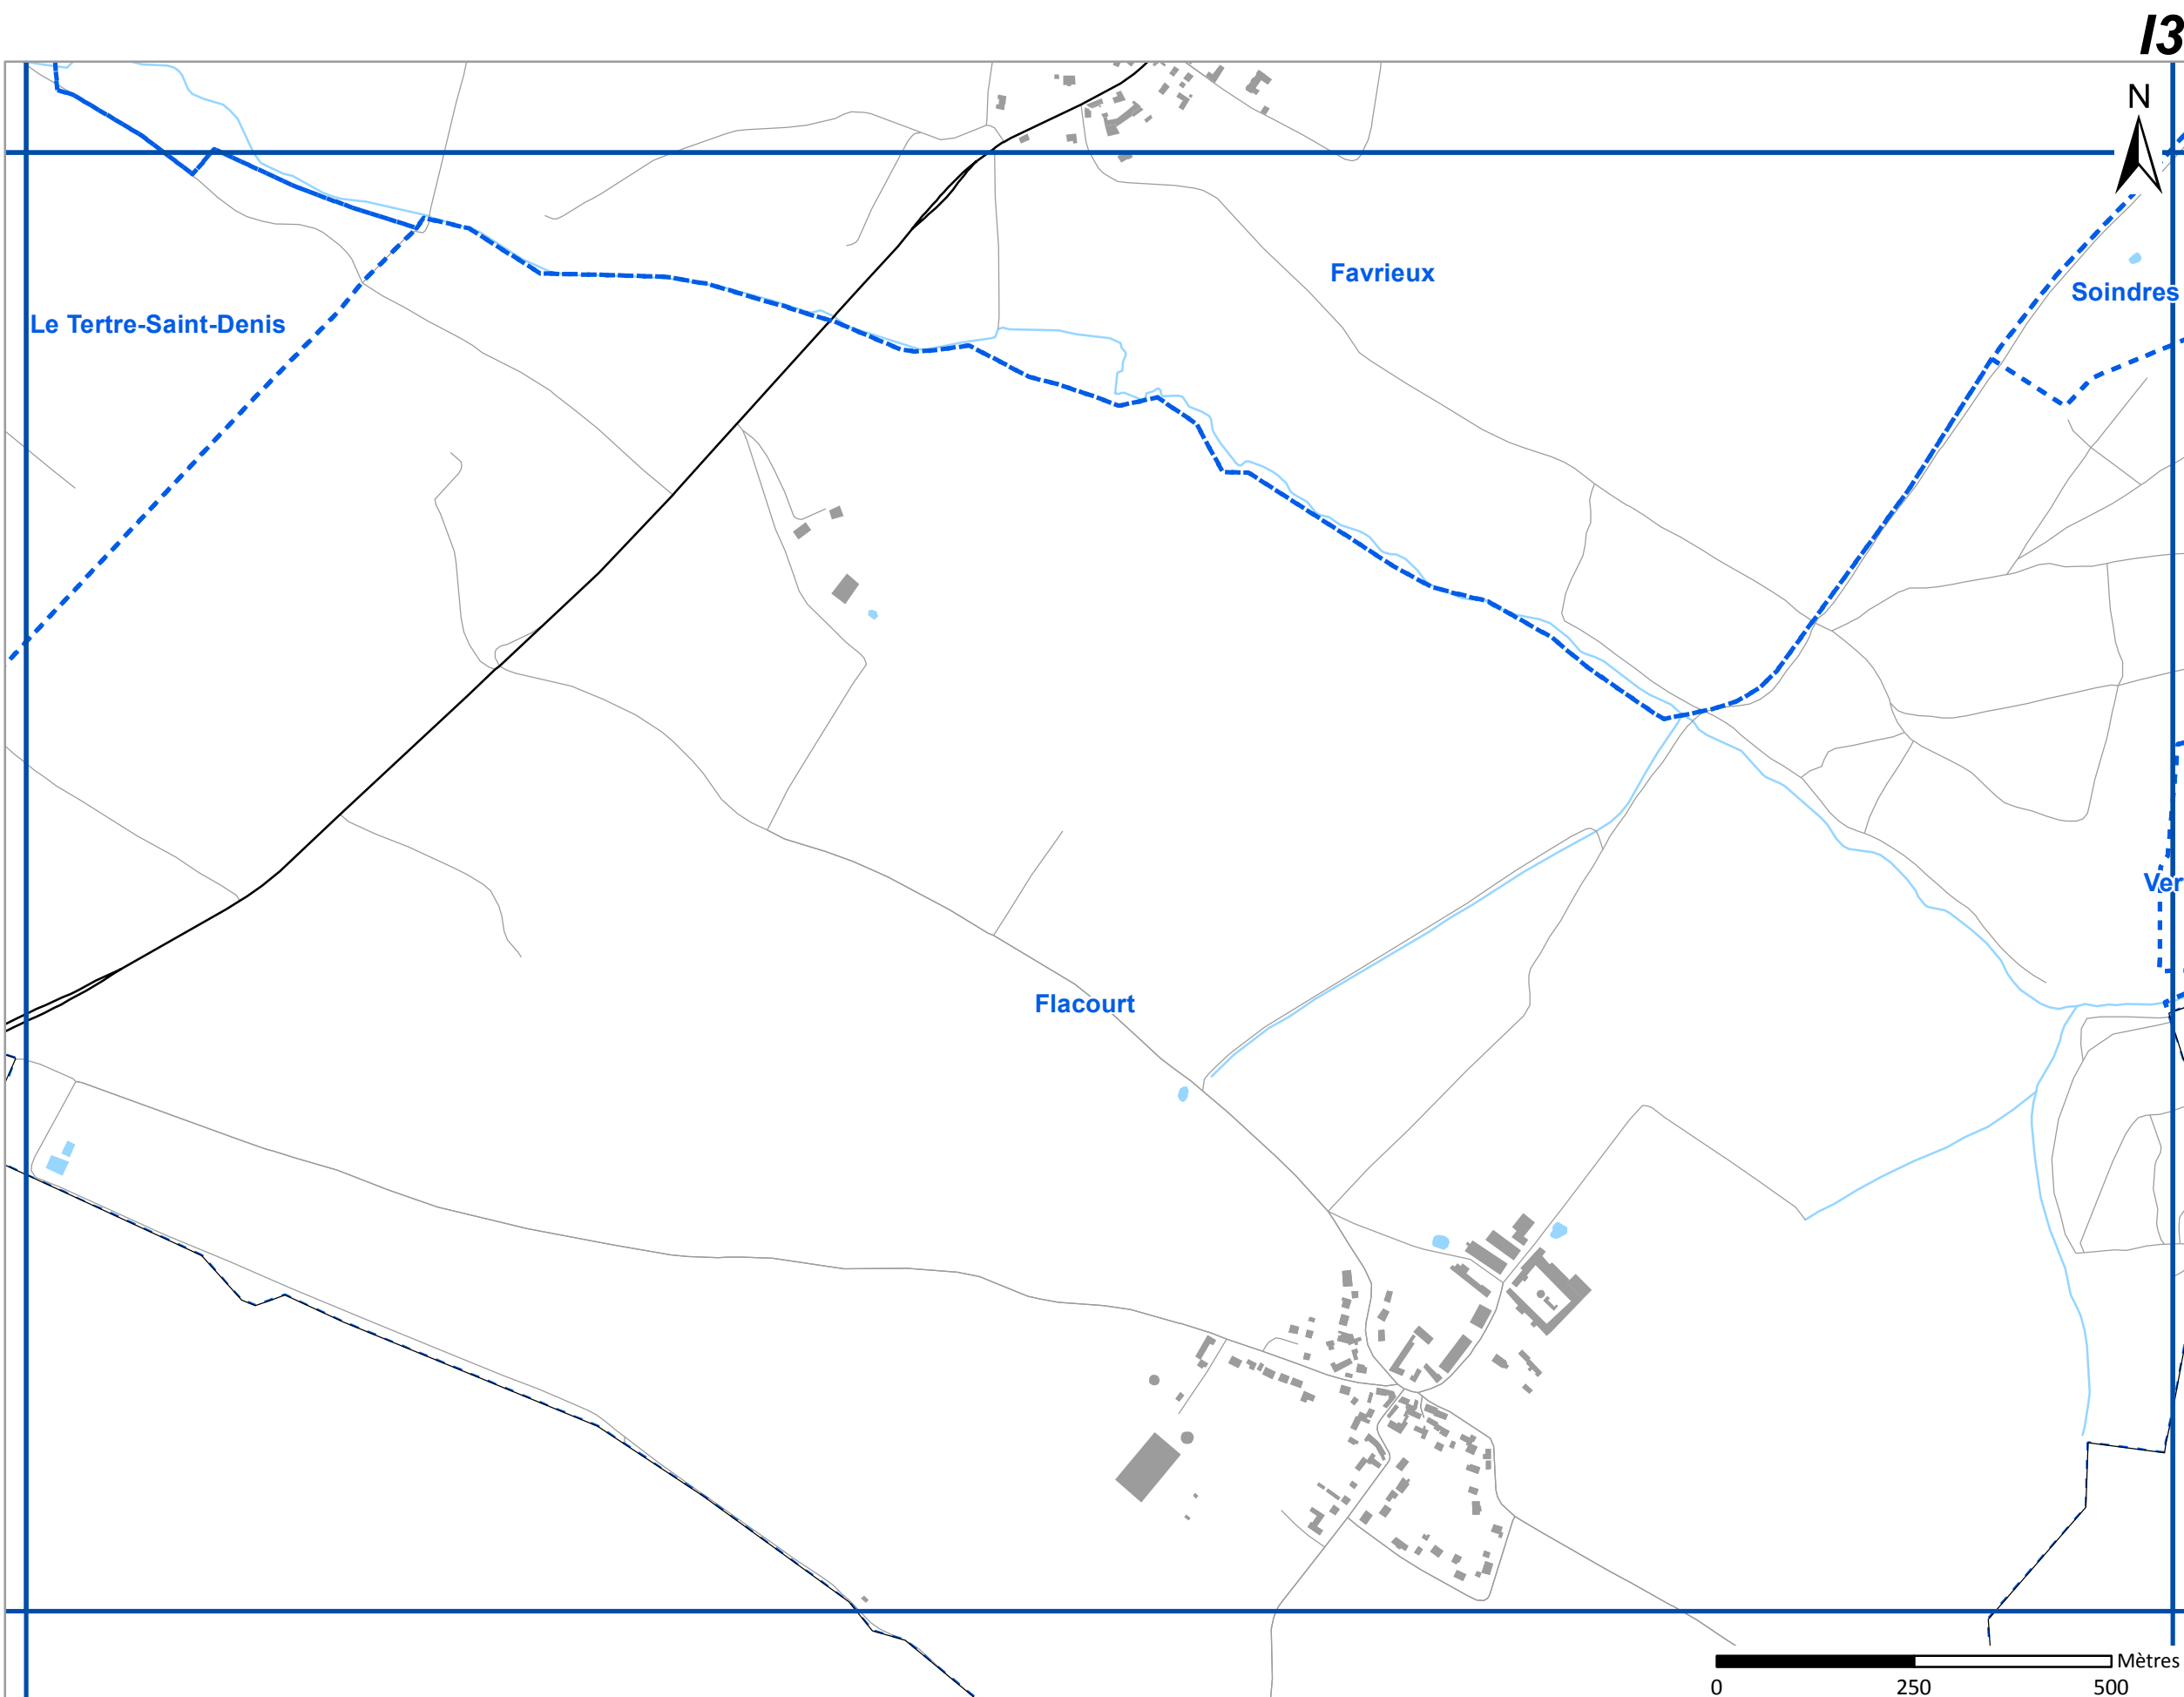 I3
N
Favrieux
Soindres
Le Tertre-Saint-Denis
Ver
Flacourt
Mètres
0 250 500